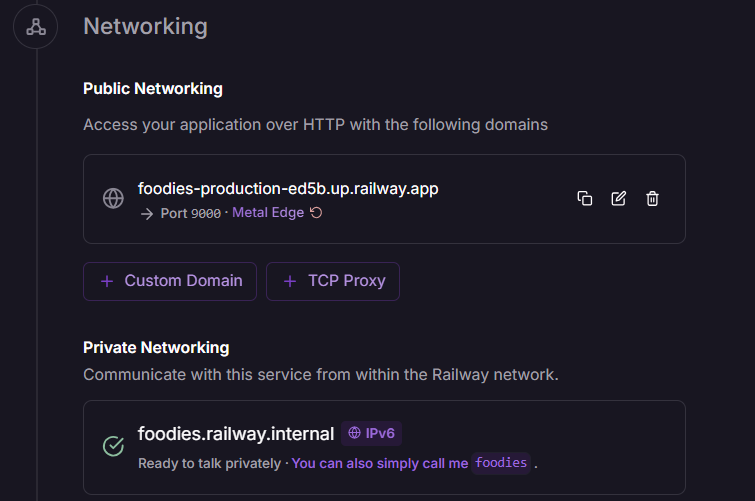 Networking
Public Networking
Access your application over HTTP with the following domains
foodies-production-ed5b.up.railway.app
→ Port 9000 · Metal Edge
+ Custom Domain
+ TCP Proxy
Private Networking
Communicate with this service from within the Railway network.
foodies.railway.internal IPv6
Ready to talk privately · You can also simply call me foodies .